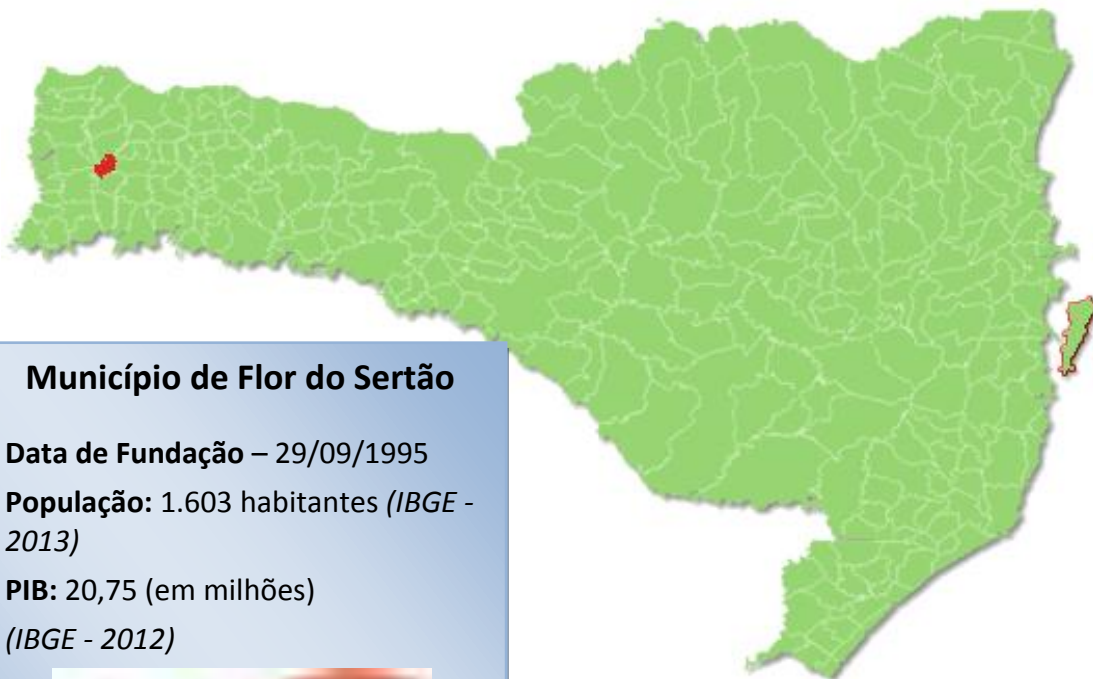 Município de Flor do Sertão
Data de Fundação – 29/09/1995
População: 1.603 habitantes (IBGE -
2013)
PIB: 20,75 (em milhões)
(IBGE - 2012)